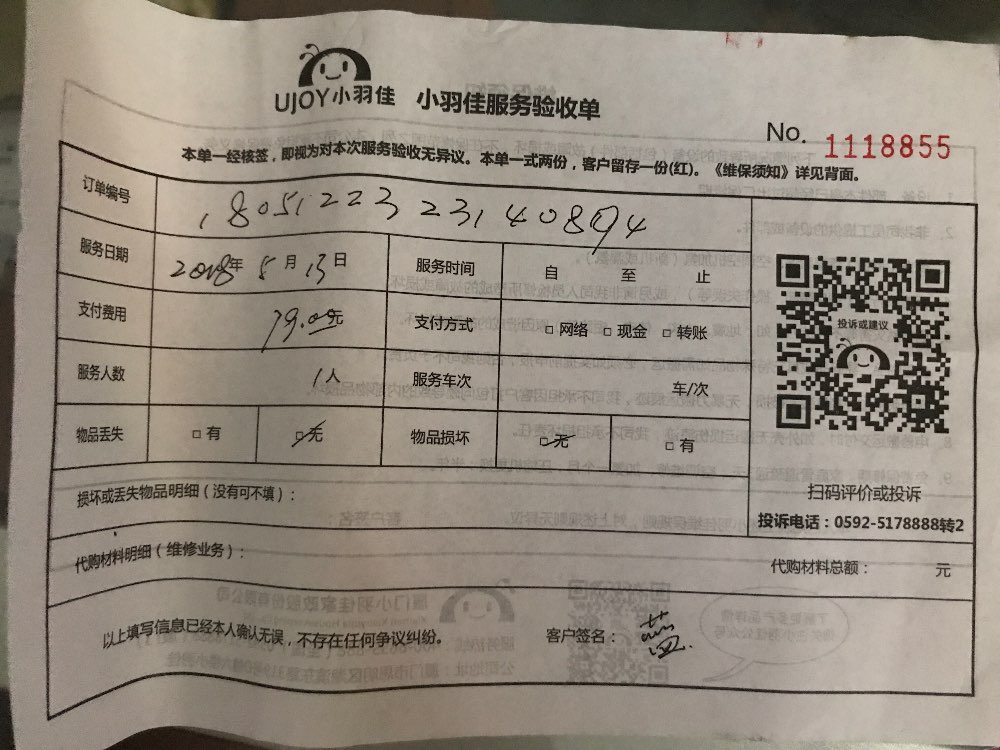 UJOY小羽佳 小羽佳服务验收单
No. 1118855
本单一经核签，即视为对本次服务验收无异议。本单一式两份，客户留存一份(红)。《维保须知》详见背面。
订单编号 1805122323140894
服务日期 2018年 5月 13日 服务时间 自 至 止
支付费用 79.00元 支付方式 □ 网络 □ 现金 □ 转账
投诉或建议
服务人数 1人 服务车次 车/次
物品丢失 □ 有 □ 无 物品损坏 □ 无 □ 有
扫码评价或投诉
损坏或丢失物品明细（没有可不填）：
投诉电话：0592-5178888转2
代购材料明细（维修业务）：
代购材料总额： 元
以上填写信息已经本人确认无误，不存在任何争议纠纷。
客户签名：